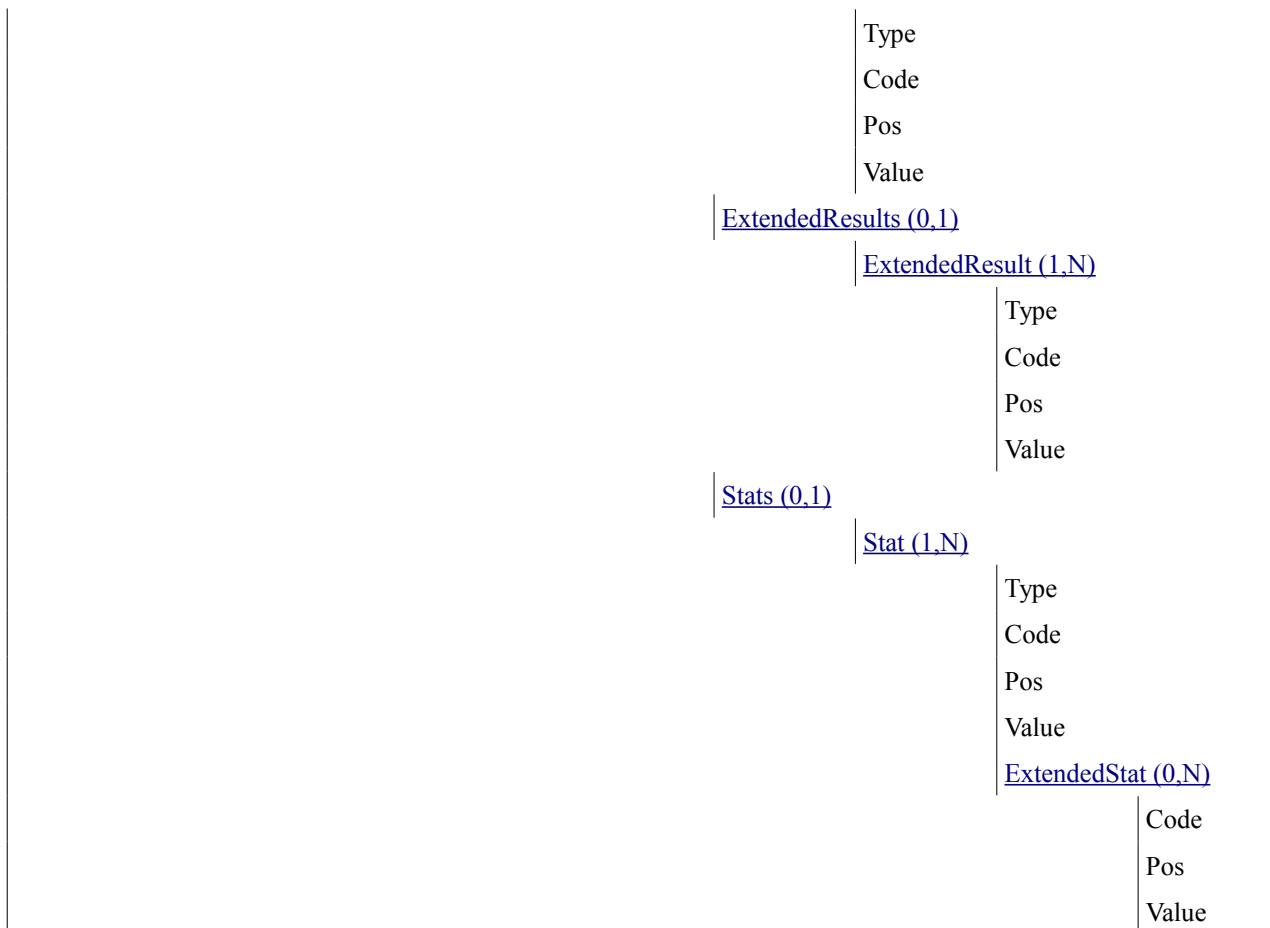 Type
Code
Pos
Value
ExtendedResults (0,1)
ExtendedResult (1,N)
Type
Code
Pos
Value
Stats (0,1)
Stat (1,N)
Type
Code
Pos
Value
ExtendedStat (0,N)
Code
Pos
Value